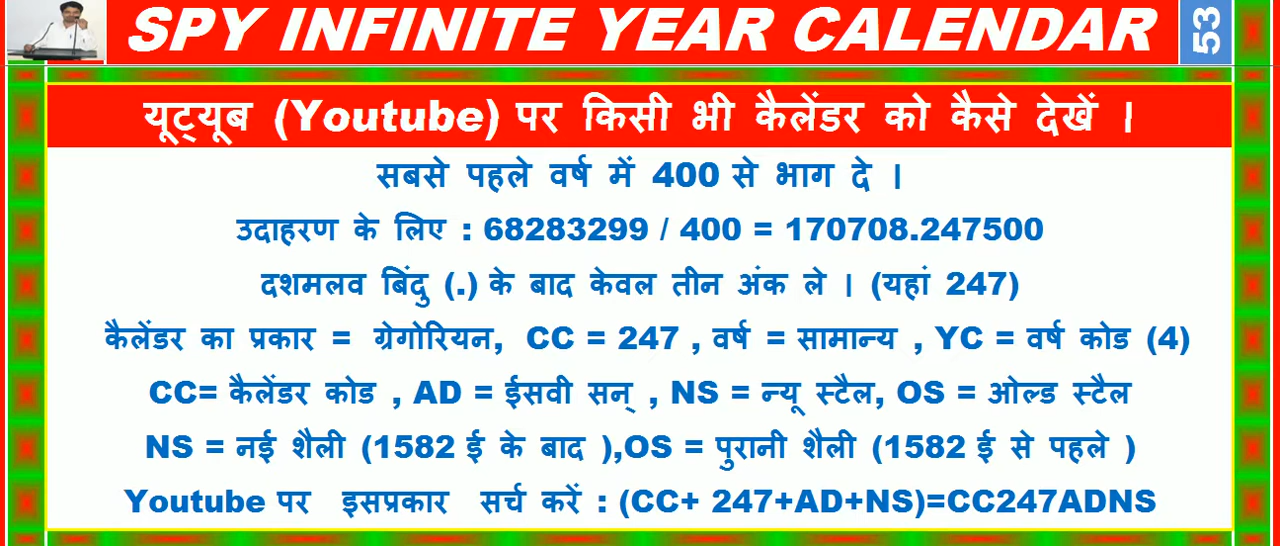 SPY INFINITE YEAR CALENDAR
53
यूट्यूब (Youtube) पर किसी भी कैलेंडर को कैसे देखें ।
सबसे पहले वर्ष में 400 से भाग दे ।
उदाहरण के लिए : 68283299 / 400 = 170708.247500
दशमलव बिंदु (.) के बाद केवल तीन अंक ले । (यहां 247)
कैलेंडर का प्रकार = ग्रेगोरियन, CC = 247 , वर्ष = सामान्य , YC = वर्ष कोड (4)
CC= कैलेंडर कोड , AD = ईसवी सन् , NS = न्यू स्टैल, OS = ओल्ड स्टैल
NS = नई शैली (1582 ई के बाद ),OS = पुरानी शैली (1582 ई से पहले )
Youtube पर इसप्रकार सर्च करें : (CC+ 247+AD+NS)=CC247ADNS